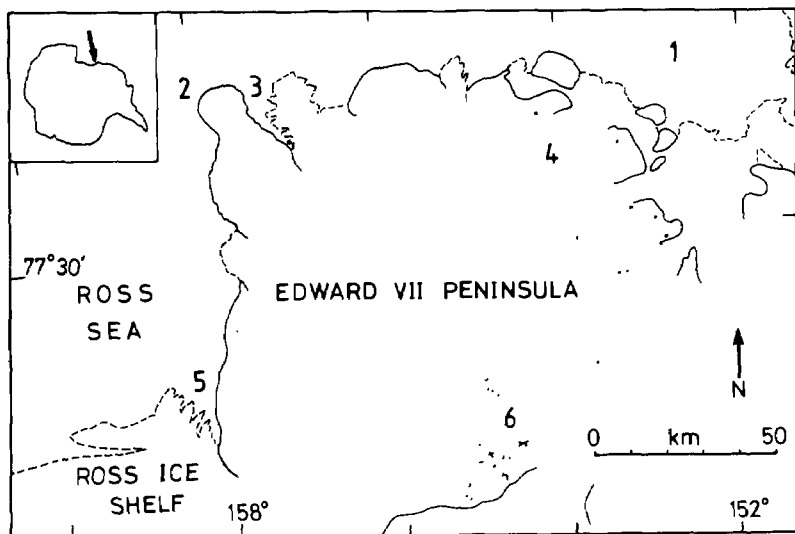 1
2
3
4
77°30'
ROSS
SEA
EDWARD VII PENINSULA
N
5
6
0 km 50
ROSS ICE
SHELF
158°
152°